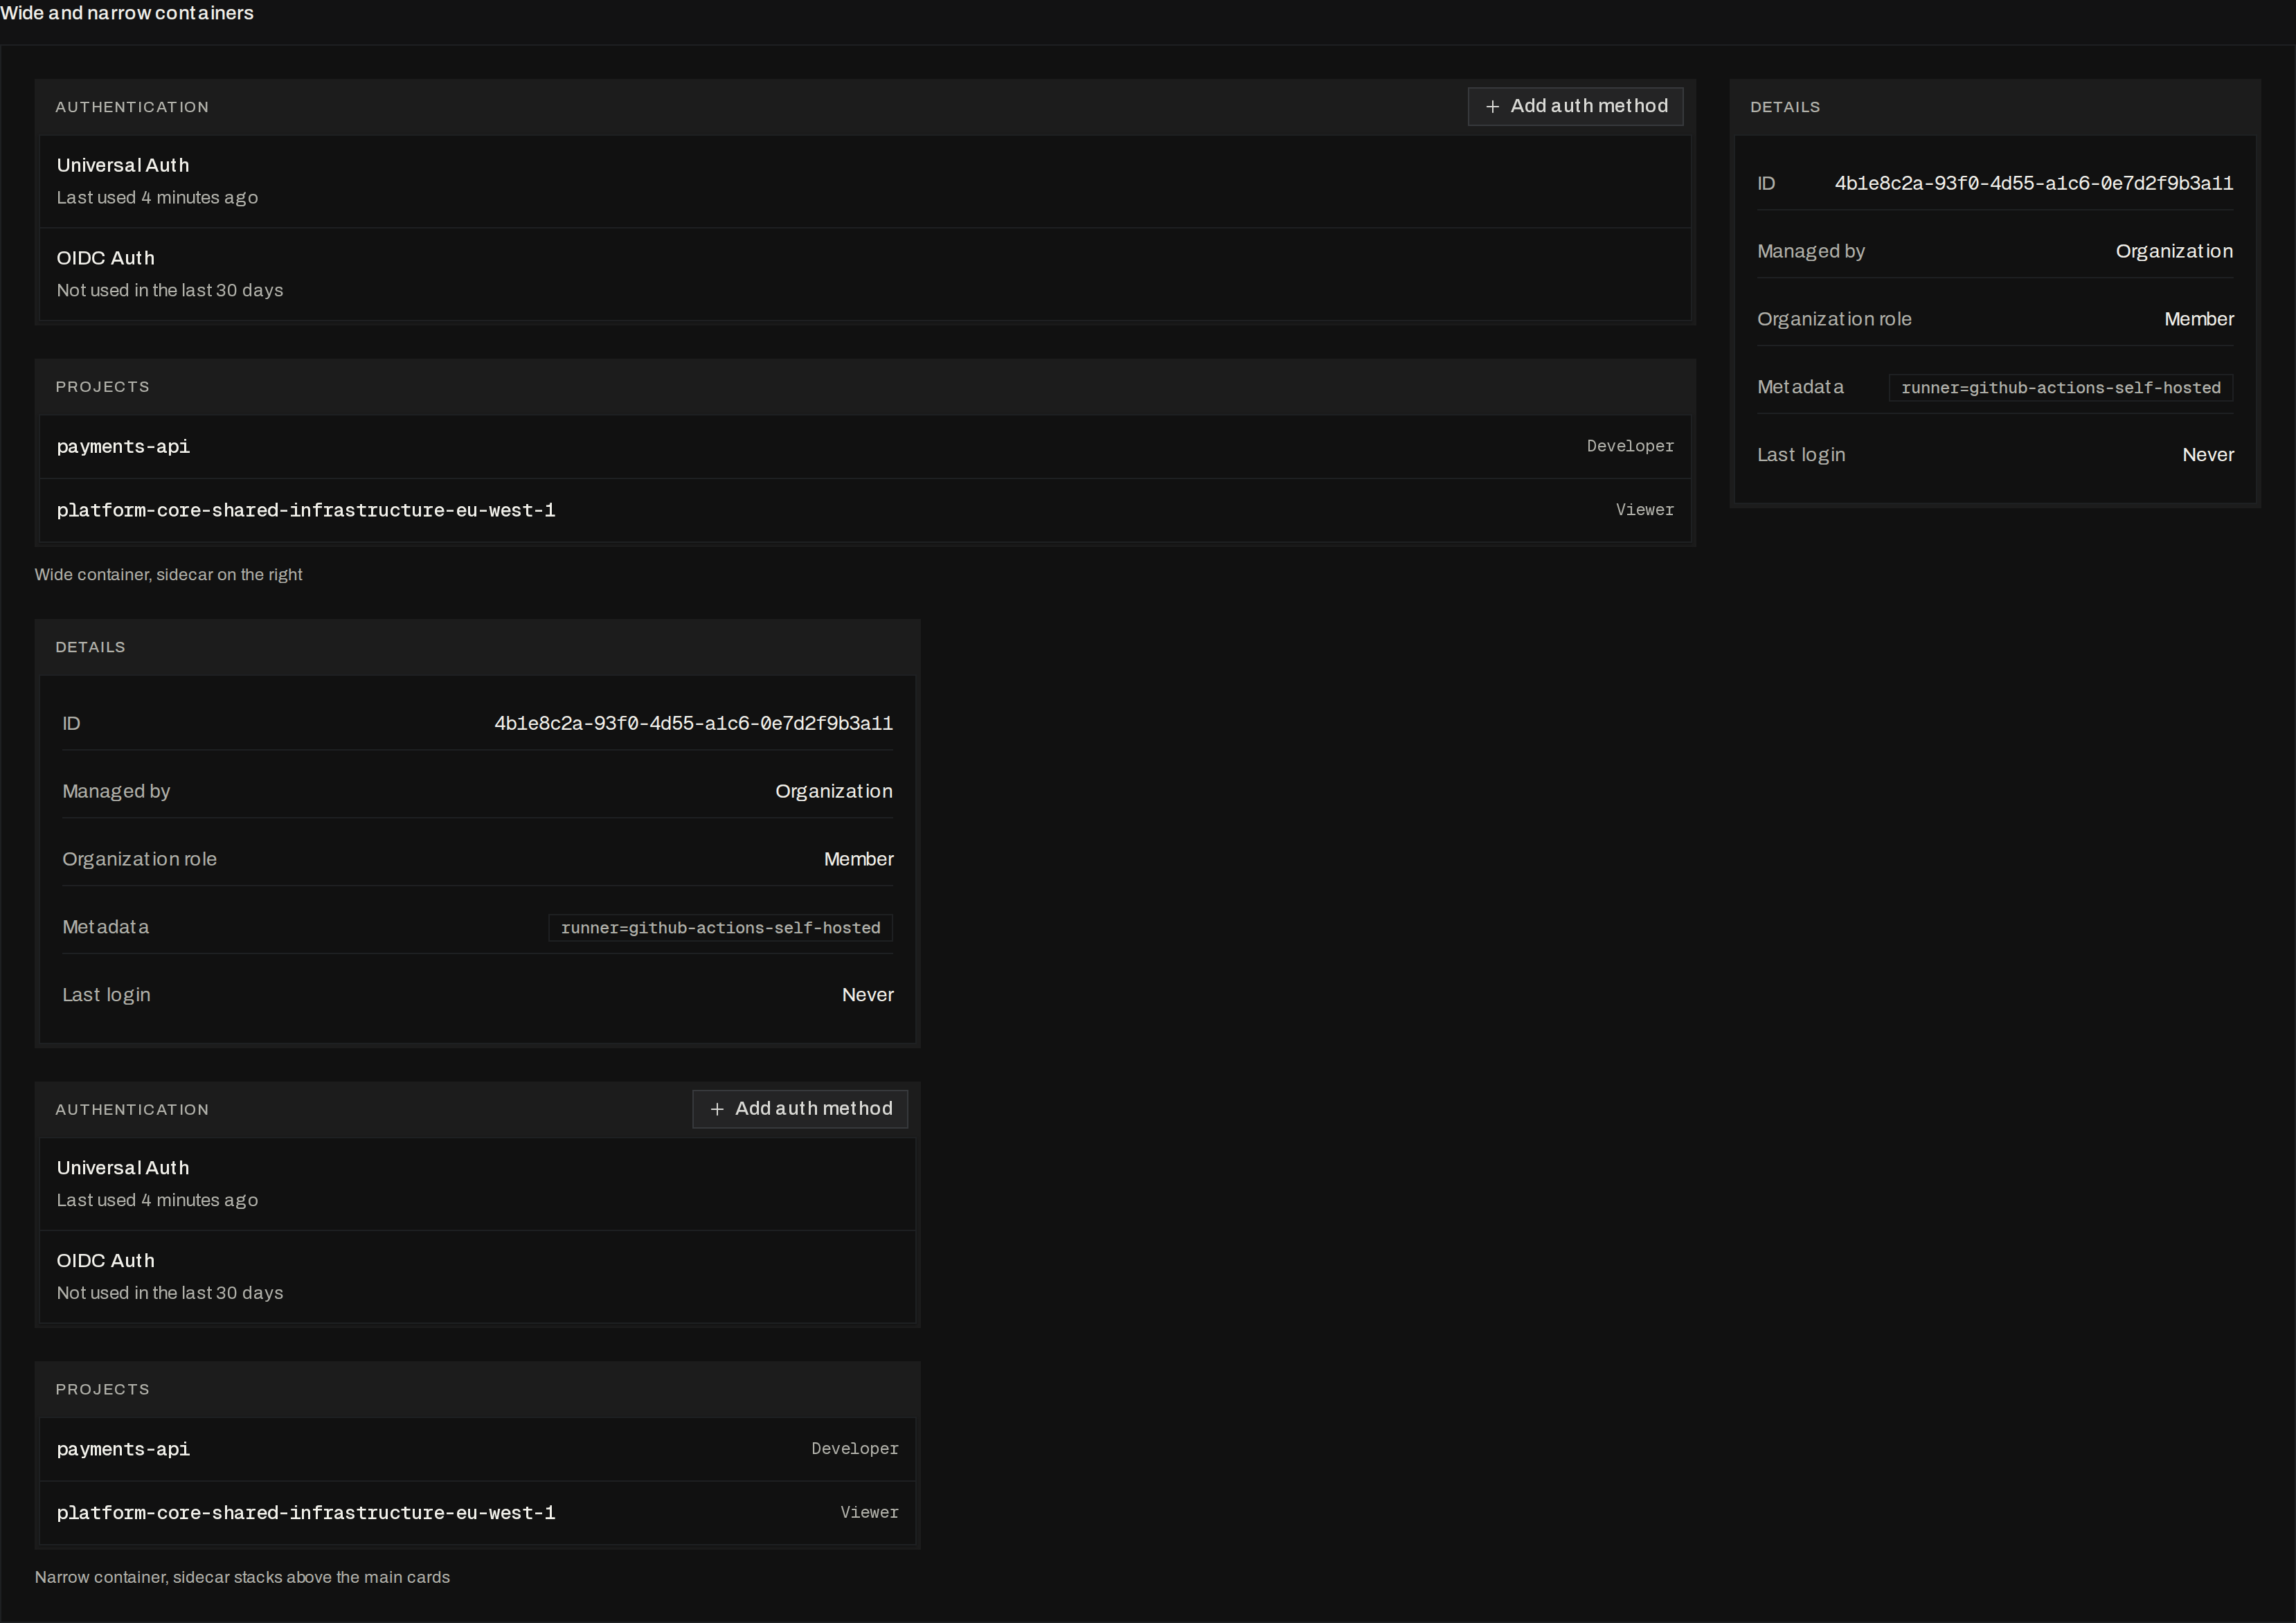 Wide and narrow containers
AUTHENTICATION
Add auth method
Universal Auth
Last used 4 minutes ago
OIDC Auth
Not used in the last 30 days
PROJECTS
payments-api Developer
platform-core-shared-infrastructure-eu-west-1 Viewer
DETAILS
ID 4b1e8c2a-93f0-4d55-a1c6-0e7d2f9b3a11
Managed by Organization
Organization role Member
Metadata runner=github-actions-self-hosted
Last login Never
Wide container, sidecar on the right
DETAILS
ID 4b1e8c2a-93f0-4d55-a1c6-0e7d2f9b3a11
Managed by Organization
Organization role Member
Metadata runner=github-actions-self-hosted
Last login Never
AUTHENTICATION
Add auth method
Universal Auth
Last used 4 minutes ago
OIDC Auth
Not used in the last 30 days
PROJECTS
payments-api Developer
platform-core-shared-infrastructure-eu-west-1 Viewer
Narrow container, sidecar stacks above the main cards